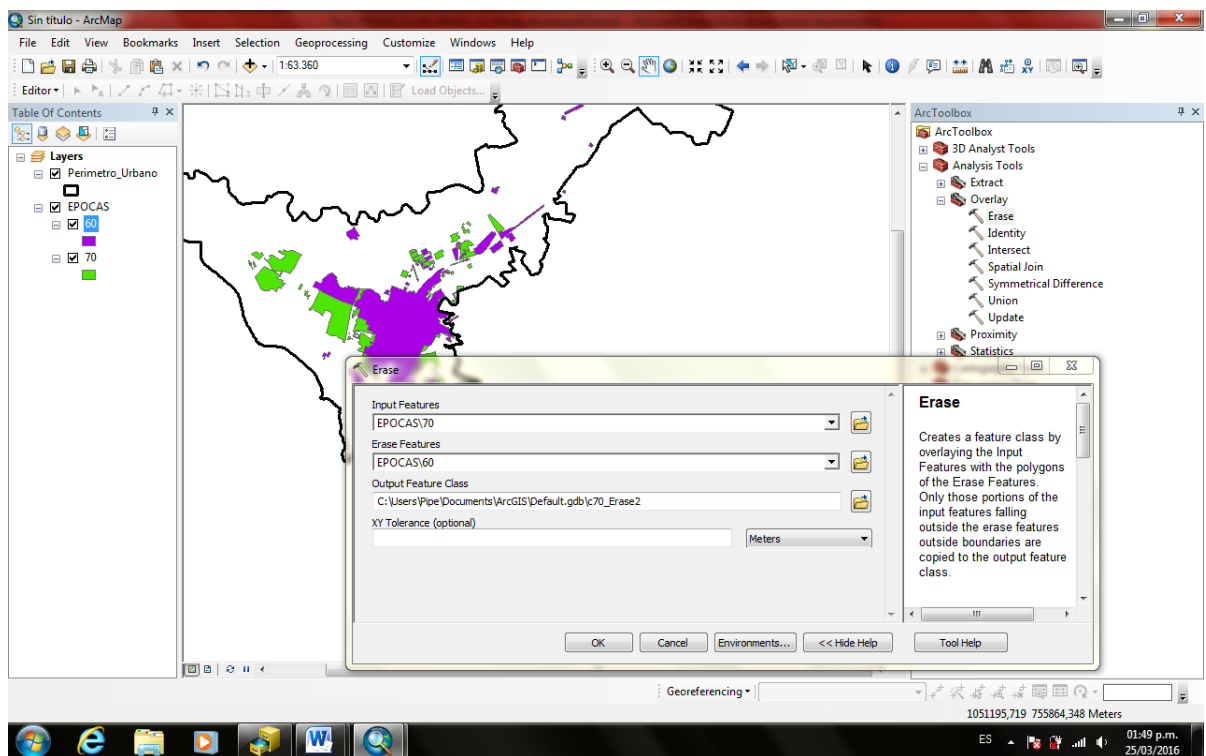 Sin título - ArcMap
File Edit View Bookmarks Insert Selection Geoprocessing Customize Windows Help
1:63.360
Editor
Load Objects...
Table Of Contents
Layers
Perimetro_Urbano
EPOCAS
60
70
ArcToolbox
ArcToolbox
3D Analyst Tools
Analysis Tools
Extract
Overlay
Erase
Identity
Intersect
Spatial Join
Symmetrical Difference
Union
Update
Proximity
Statistics
Erase
Input Features
EPOCAS\70
Erase Features
EPOCAS\60
Output Feature Class
C:\Users\Pipe\Documents\ArcGIS\Default.gdb\c70_Erase2
XY Tolerance (optional)
Meters
Erase
Creates a feature class by
overlaying the Input
Features with the polygons
of the Erase Features.
Only those portions of the
input features falling
outside the erase features
outside boundaries are
copied to the output feature
class.
OK Cancel Environments... << Hide Help Tool Help
Georeferencing
1051195,719 755864,348 Meters
ES
01:49 p.m.
25/03/2016